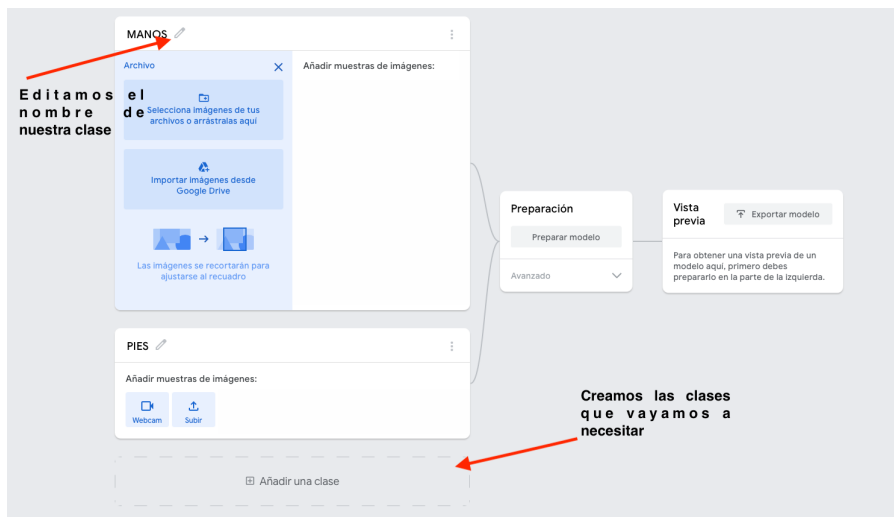 MANOS
Archivo
Selecciona imágenes de tus
archivos o arrástralas aquí
Importar imágenes desde
Google Drive
Las imágenes se recortarán para
ajustarse al recuadro
Añadir muestras de imágenes:
Editamos el
nombre de
nuestra clase
PIES
Añadir muestras de imágenes:
Webcam
Subir
Añadir una clase
Preparación
Preparar modelo
Avanzado
Vista
previa
Exportar modelo
Para obtener una vista previa de un
modelo aquí, primero debes
prepararlo en la parte de la izquierda.
Creamos las clases
que vayamos a
necesitar